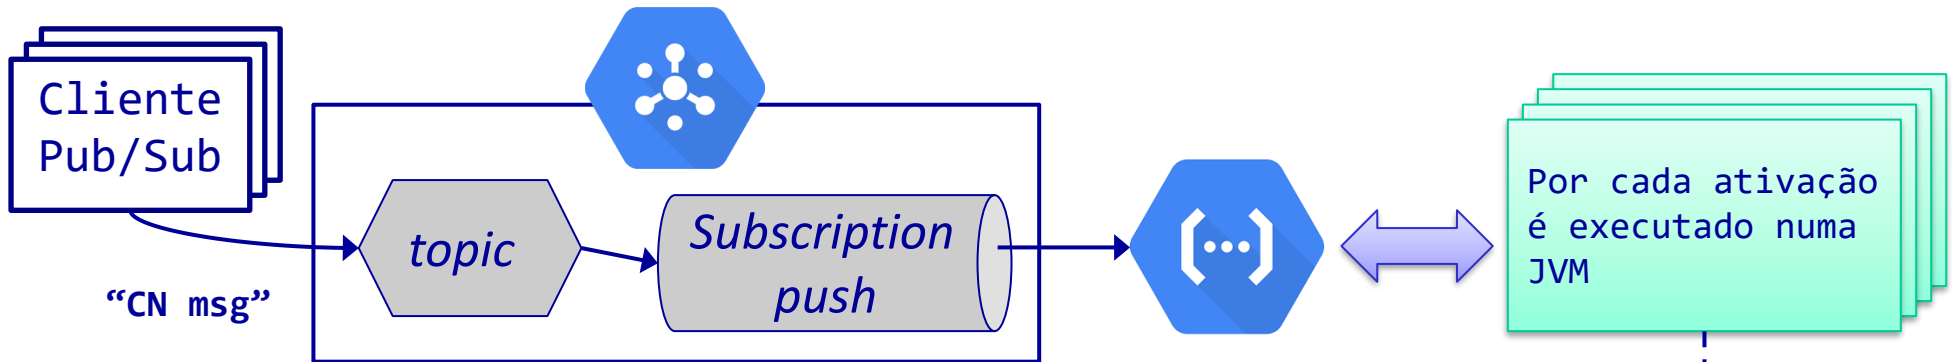 Cliente
Pub/Sub
“CN msg”
topic
Subscription
push
Por cada ativação
é executado numa
JVM